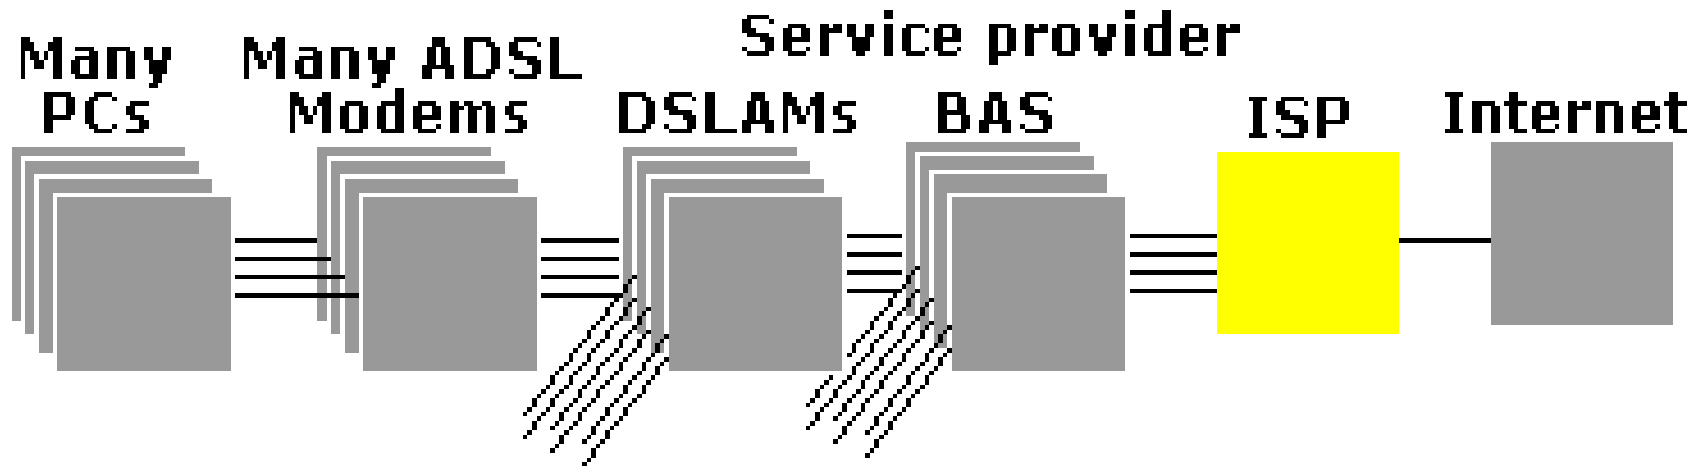 Service provider
Many
PCs
Many ADSL
Modems
DSLAMs
BAS
ISP
Internet